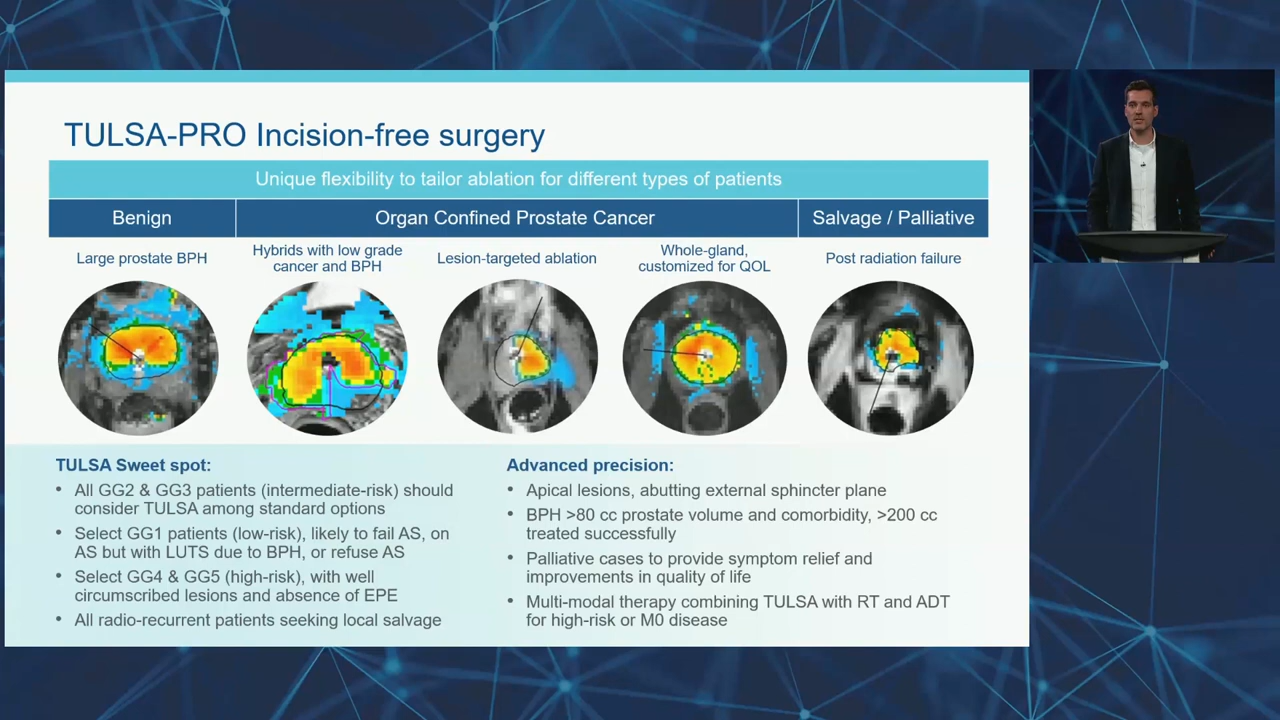 TULSA-PRO Incision-free surgery
Unique flexibility to tailor ablation for different types of patients
Benign
Organ Confined Prostate Cancer
Salvage / Palliative
Large prostate BPH
Hybrids with low grade
cancer and BPH
Lesion-targeted ablation
Whole-gland,
customized for QOL
Post radiation failure
TULSA Sweet spot:
• All GG2 & GG3 patients (intermediate-risk) should
consider TULSA among standard options
• Select GG1 patients (low-risk), likely to fail AS, on
AS but with LUTS due to BPH, or refuse AS
• Select GG4 & GG5 (high-risk), with well
circumscribed lesions and absence of EPE
• All radio-recurrent patients seeking local salvage
Advanced precision:
• Apical lesions, abutting external sphincter plane
• BPH >80 cc prostate volume and comorbidity, >200 cc
treated successfully
• Palliative cases to provide symptom relief and
improvements in quality of life
• Multi-modal therapy combining TULSA with RT and ADT
for high-risk or M0 disease